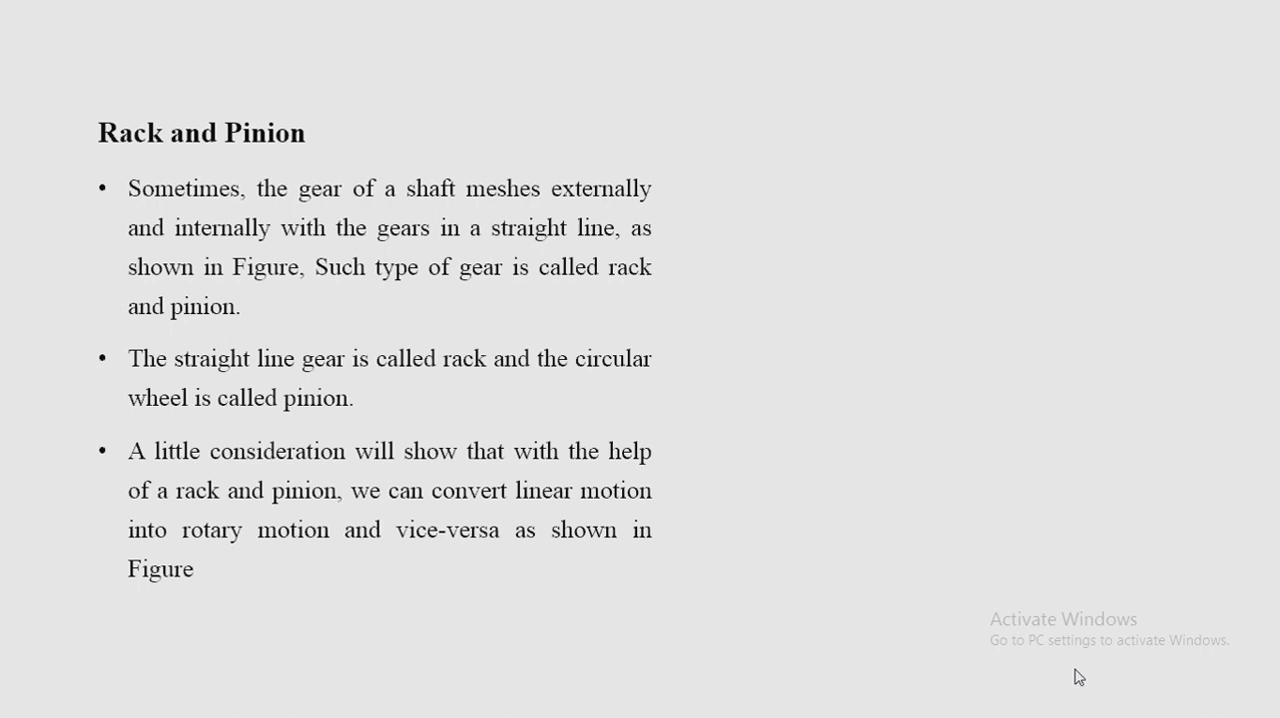 Rack and Pinion
• Sometimes, the gear of a shaft meshes externally
and internally with the gears in a straight line, as
shown in Figure, Such type of gear is called rack
and pinion.
• The straight line gear is called rack and the circular
wheel is called pinion.
• A little consideration will show that with the help
of a rack and pinion, we can convert linear motion
into rotary motion and vice-versa as shown in
Figure
Activate Windows
Go to PC settings to activate Windows.